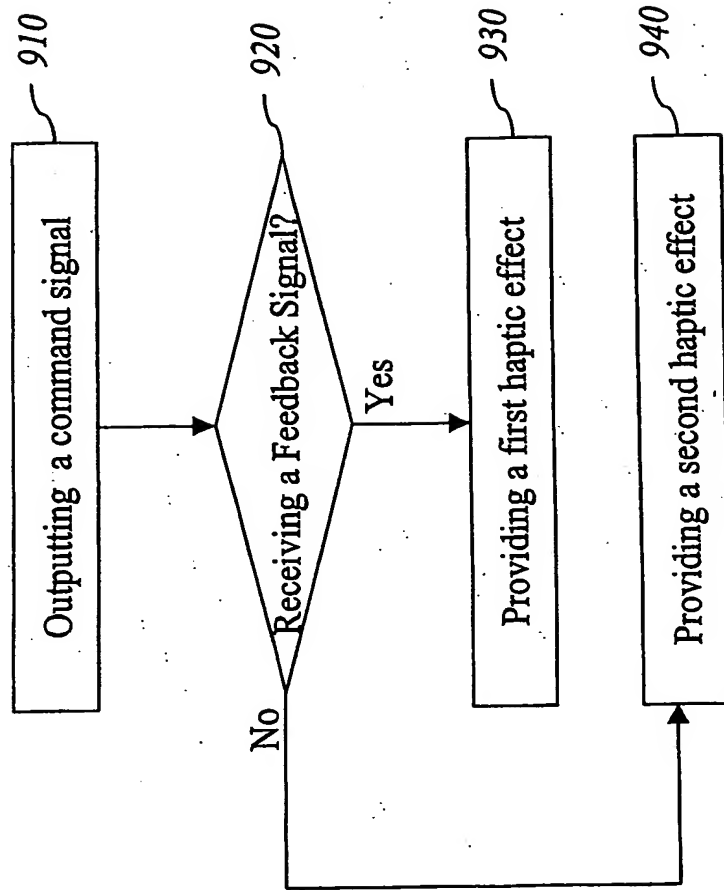 910
Outputting a command signal
920
Receiving a Feedback Signal?
No
Yes
930
Providing a first haptic effect
940
Providing a second haptic effect